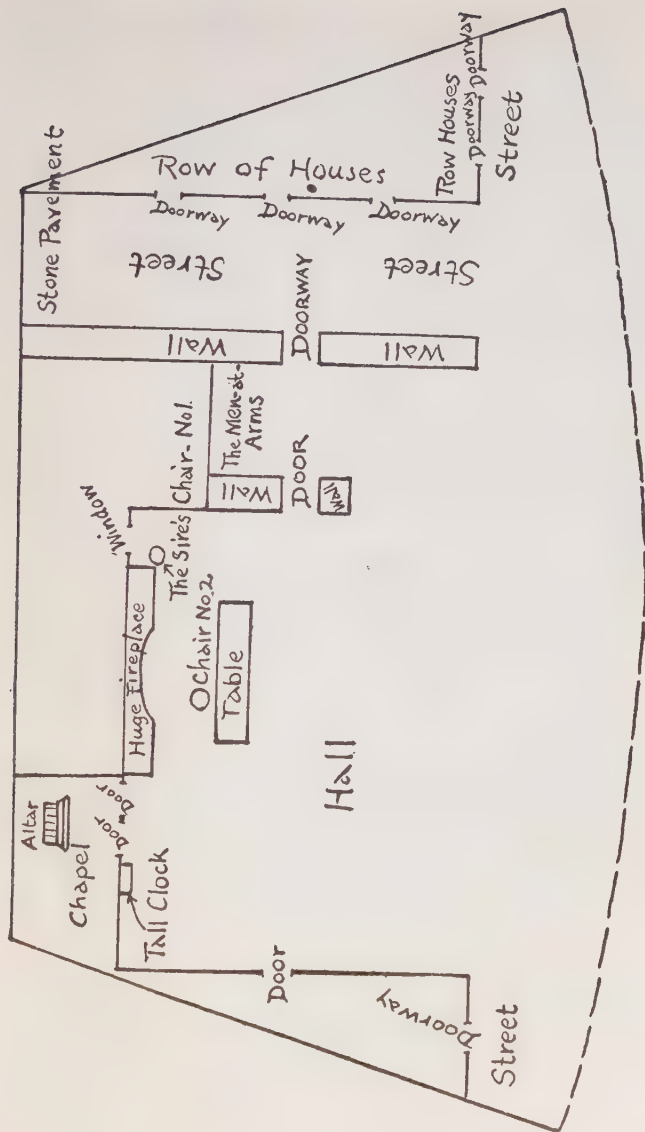 Stone Pavement
Row of Houses
Doorway
Doorway
Doorway
Row Houses
Doorway
Doorway
Street
Street
Street
Wall
DOORWAY
Wall
Chair-No1.
The Men-at-
Arms
Wall
DOOR
Wall
Window
The Sire's
Huge Fireplace
Chair No.2
Table
Hall
Altar
Chapel
Door
Door
Tall Clock
Door
Doorway
Street